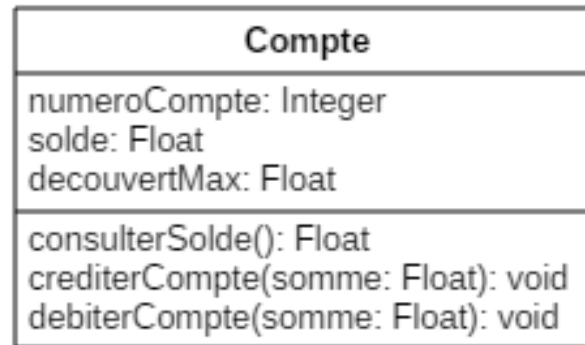 Compte
numeroCompte: Integer
solde: Float
decouvertMax: Float
consulterSolde(): Float
crediterCompte(somme: Float): void
debiterCompte(somme: Float): void